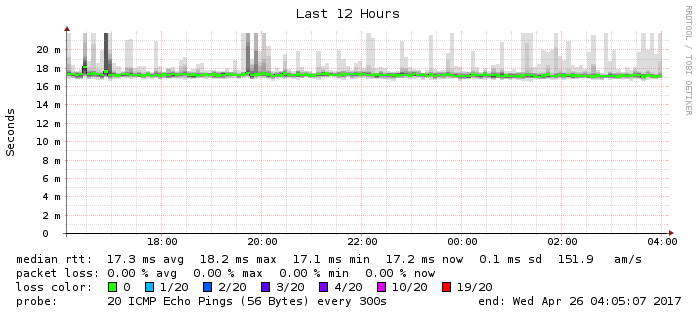 Last 12 Hours
RRDTOOL / TOBI OETIKER
Seconds
20 m
18 m
16 m
14 m
12 m
10 m
8 m
6 m
4 m
2 m
0
18:00 20:00 22:00 00:00 02:00 04:00
median rtt: 17.3 ms avg 18.2 ms max 17.1 ms min 17.2 ms now 0.1 ms sd 151.9 am/s
packet loss: 0.00 % avg 0.00 % max 0.00 % min 0.00 % now
loss color: 0 1/20 2/20 3/20 4/20 10/20 19/20
probe: 20 ICMP Echo Pings (56 Bytes) every 300s end: Wed Apr 26 04:05:07 2017